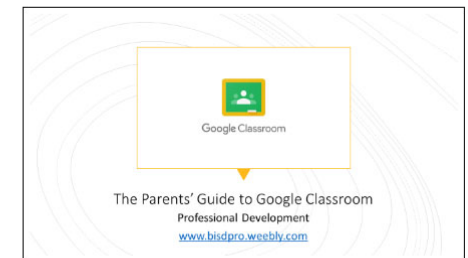 Google Classroom
The Parents' Guide to Google Classroom
Professional Development
www.bisdpro.weebly.com